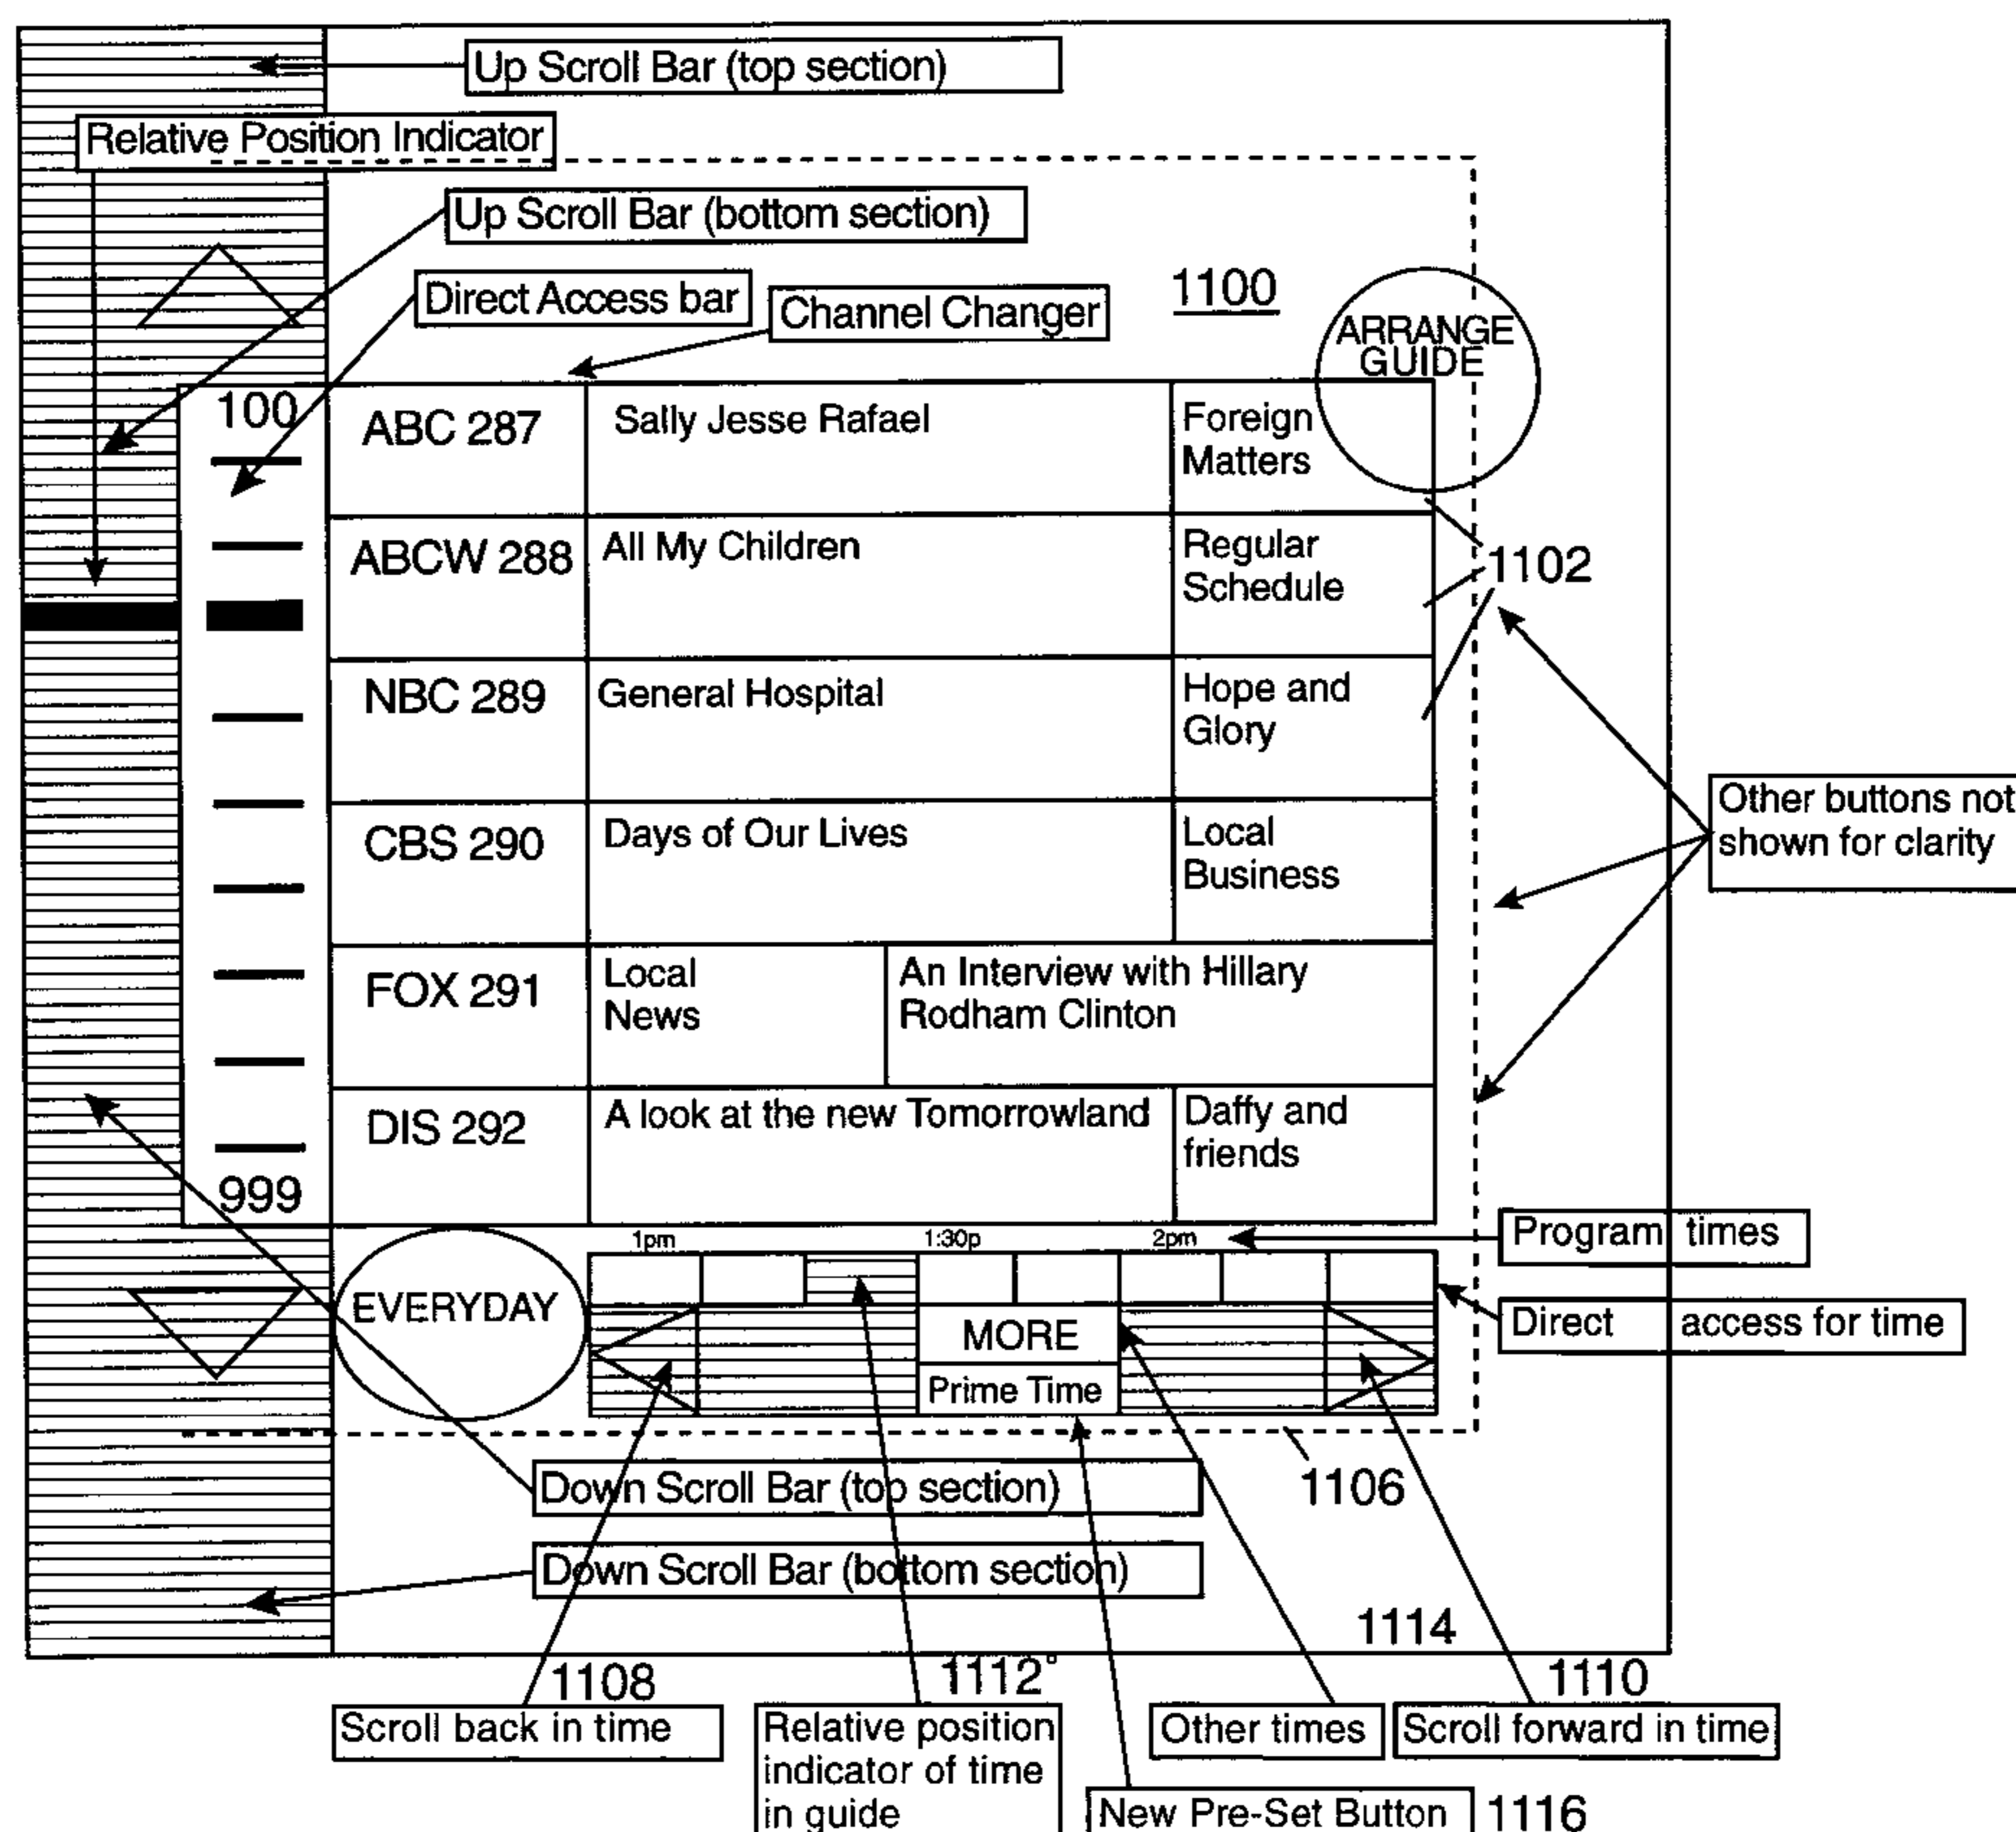 Up Scroll Bar (top section)
Relative Position Indicator
Up Scroll Bar (bottom section)
Direct Access bar
Channel Changer
1100
ARRANGE
GUIDE
100
ABC 287
Sally Jesse Rafael
Foreign
Matters
ABCW 288
All My Children
Regular
Schedule
1102
NBC 289
General Hospital
Hope and
Glory
Other buttons not
shown for clarity
CBS 290
Days of Our Lives
Local
Business
FOX 291
Local
News
An Interview with Hillary
Rodham Clinton
DIS 292
A look at the new Tomorrowland
Daffy and
friends
999
1pm
1:30p
2pm
Program times
EVERYDAY
MORE
Prime Time
Direct access for time
1106
Down Scroll Bar (top section)
Down Scroll Bar (bottom section)
1114
1108
1112
1110
Scroll back in time
Relative position
indicator of time
in guide
Other times
Scroll forward in time
New Pre-Set Button
1116